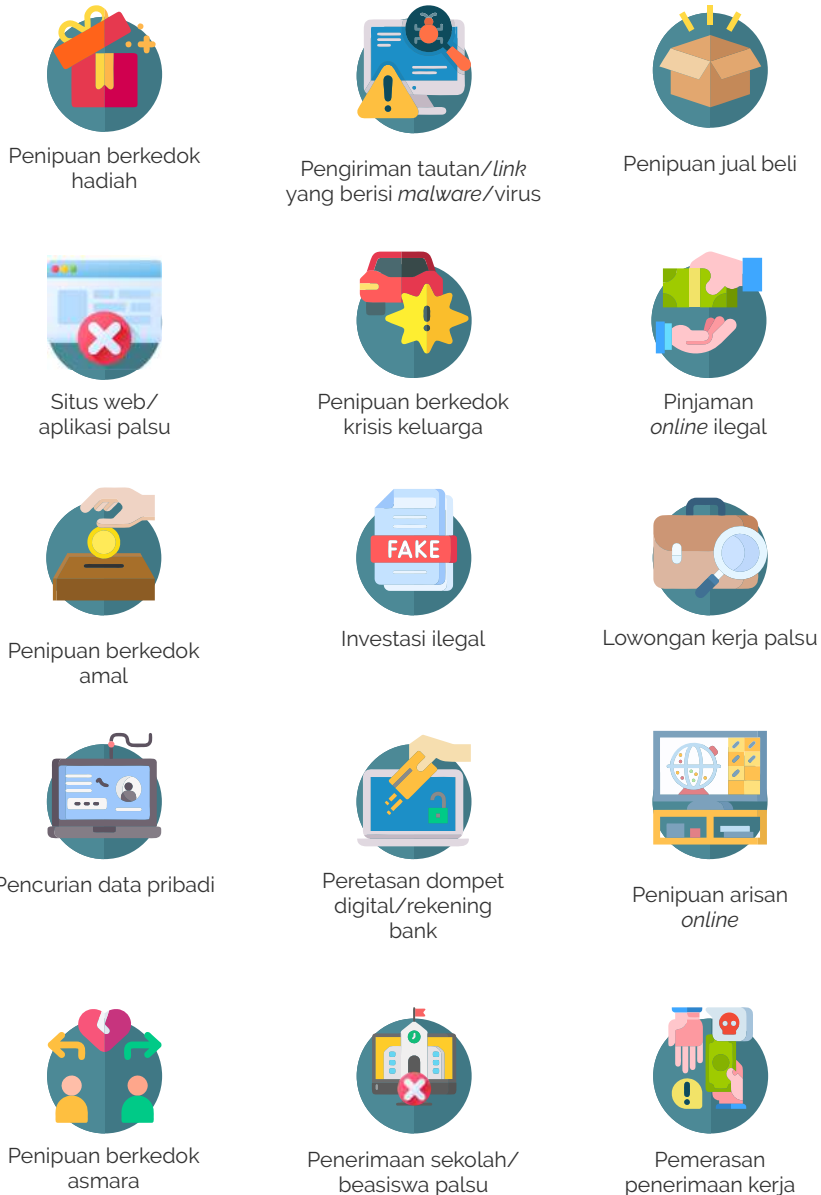 Penipuan berkedok
hadiah
Pengiriman tautan/link
yang berisi malware/virus
Penipuan jual beli
Situs web/
aplikasi palsu
Penipuan berkedok
krisis keluarga
Pinjaman
online ilegal
Penipuan berkedok
amal
FAKE
Investasi ilegal
Lowongan kerja palsu
Pencurian data pribadi
Peretasan dompet
digital/rekening
bank
Penipuan arisan
online
Penipuan berkedok
asmara
Penerimaan sekolah/
beasiswa palsu
Pemerasan
penerimaan kerja